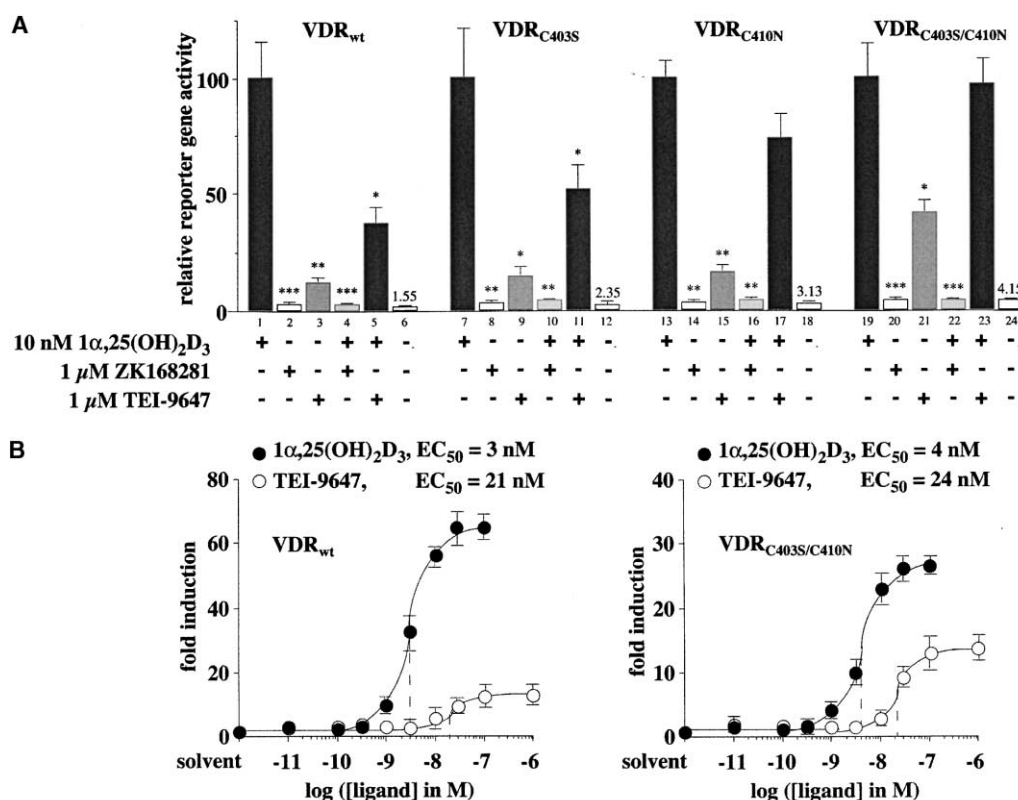 A
VDRwt VDRC403S VDRC410N VDRC403S/C410N
relative reporter gene activity
100
50
0
*** ** *** * 1.55
** * ** * 2.35
** ** ** 3.13
*** * *** 4.15
1 2 3 4 5 6 7 8 9 10 11 12 13 14 15 16 17 18 19 20 21 22 23 24
10 nM 1α,25(OH)2D3 + - - + + - + - - + + - + - - + + - + - - + + -
1 µM ZK168281 - + - + - - - + - + - - - + - + - - - + - + - -
1 µM TEI-9647 - - + - + - - - + - + - - - + - + - - - + - + -
B
1α,25(OH)2D3, EC50 = 3 nM
TEI-9647, EC50 = 21 nM
VDRwt
fold induction
80
60
40
20
0
solvent -11 -10 -9 -8 -7 -6
log ([ligand] in M)
1α,25(OH)2D3, EC50 = 4 nM
TEI-9647, EC50 = 24 nM
VDRC403S/C410N
fold induction
40
30
20
10
0
solvent -11 -10 -9 -8 -7 -6
log ([ligand] in M)